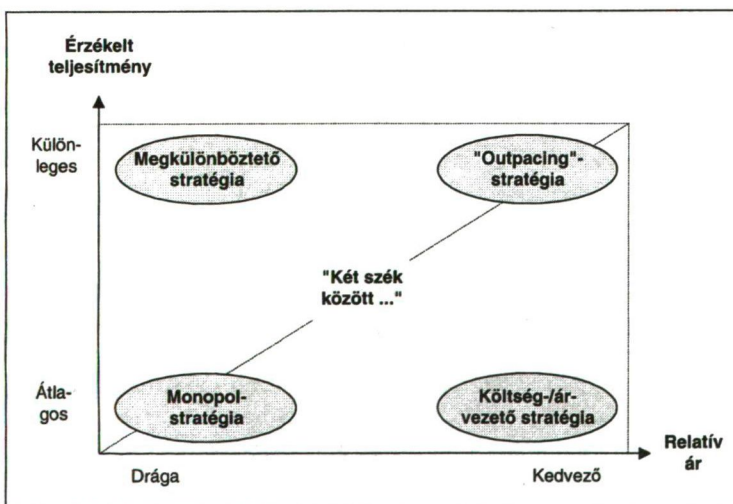 Érzékelt
teljesítmény
Külön-
leges
Megkülönböztető
stratégia
"Outpacing"-
stratégia
"Két szék
között ..."
Átla-
gos
Monopol-
stratégia
Költség-/ár-
vezető stratégia
Relatív
ár
Drága
Kedvező